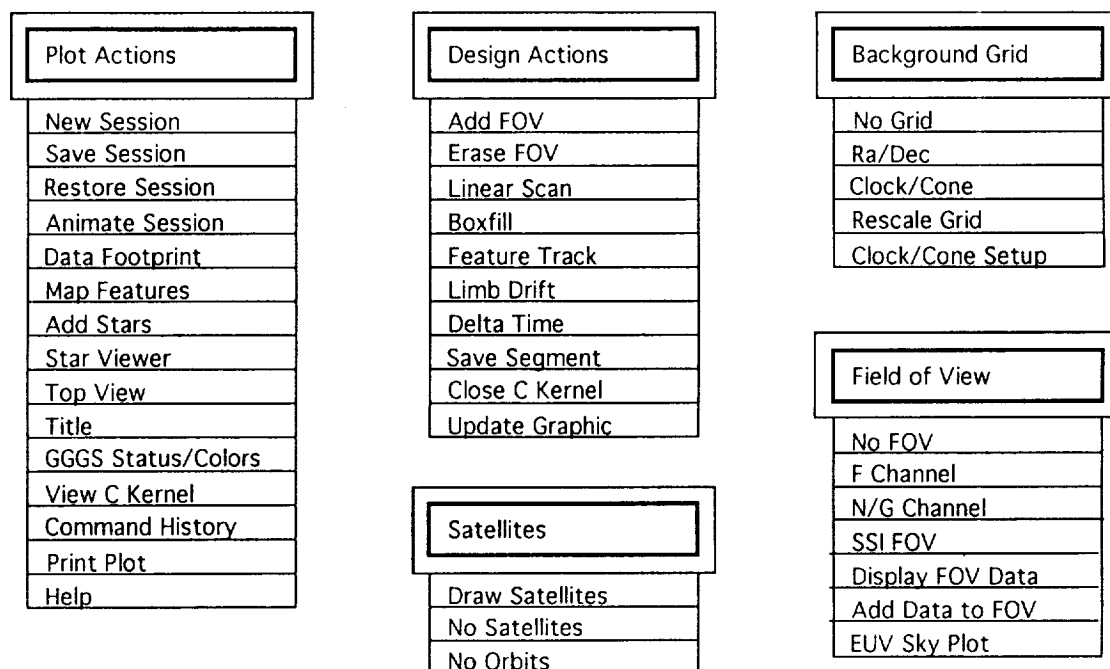 Plot Actions
New Session
Save Session
Restore Session
Animate Session
Data Footprint
Map Features
Add Stars
Star Viewer
Top View
Title
GGGS Status/Colors
View C Kernel
Command History
Print Plot
Help
Design Actions
Add FOV
Erase FOV
Linear Scan
Boxfill
Feature Track
Limb Drift
Delta Time
Save Segment
Close C Kernel
Update Graphic
Satellites
Draw Satellites
No Satellites
No Orbits
Background Grid
No Grid
Ra/Dec
Clock/Cone
Rescale Grid
Clock/Cone Setup
Field of View
No FOV
F Channel
N/G Channel
SSI FOV
Display FOV Data
Add Data to FOV
EUV Sky Plot